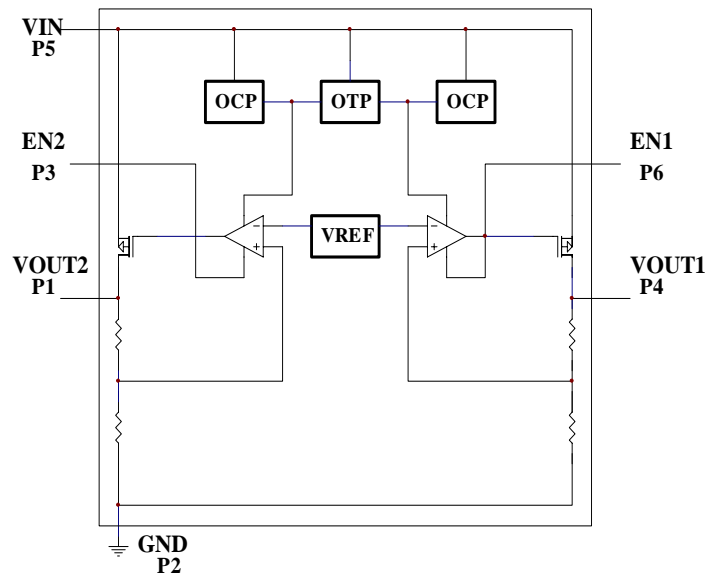 VIN
P5
OCP
OTP
OCP
EN2
P3
EN1
P6
VREF
VOUT2
P1
VOUT1
P4
GND
P2